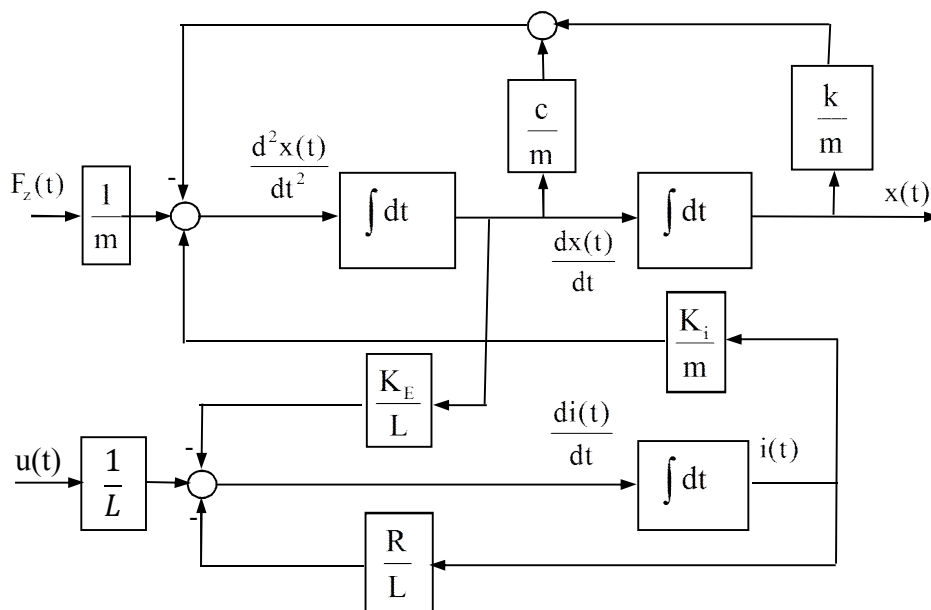 c
m
k
m
d²x(t)
dt²
-
F_z(t)
1
m
∫dt
∫dt
x(t)
dx(t)
dt
K_i
m
K_E
L
di(t)
dt
-
u(t)
1
L
∫dt
i(t)
-
R
L